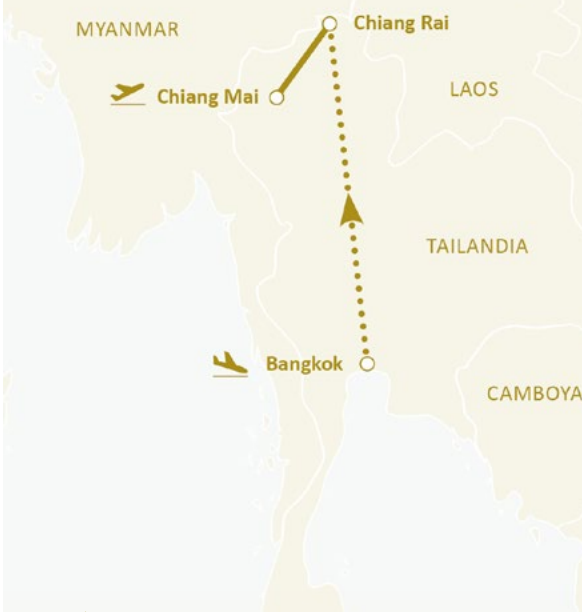 MYANMAR
Chiang Rai
Chiang Mai
LAOS
TAILANDIA
Bangkok
CAMBOYA